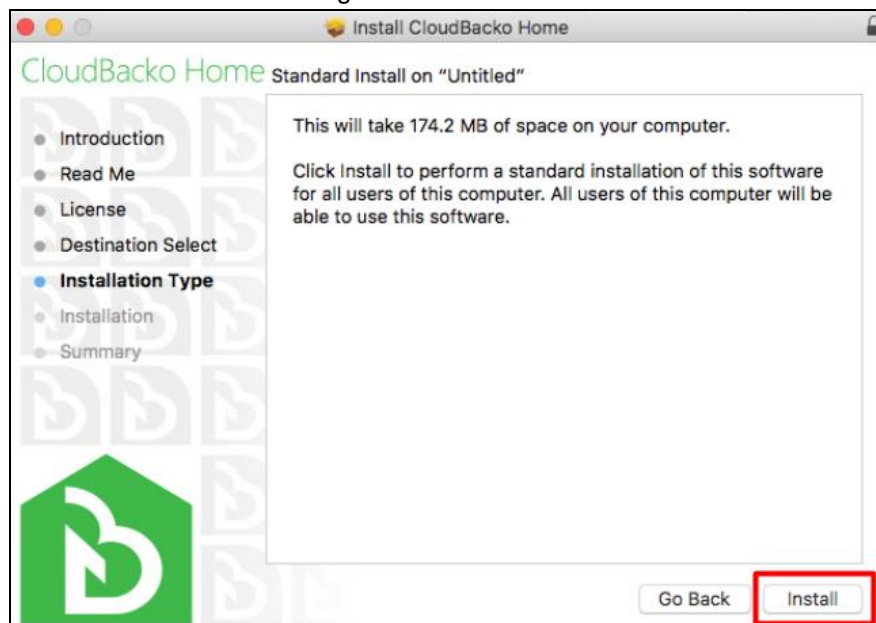 Install CloudBacko Home
CloudBacko Home
Standard Install on “Untitled”
Introduction
Read Me
License
Destination Select
Installation Type
Installation
Summary
This will take 174.2 MB of space on your computer.
Click Install to perform a standard installation of this software
for all users of this computer. All users of this computer will be
able to use this software.
Go Back
Install